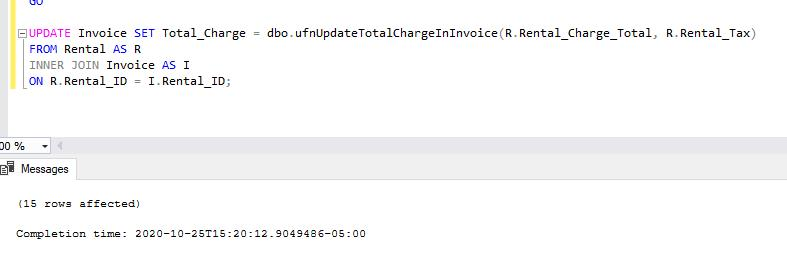 GO
UPDATE Invoice SET Total_Charge = dbo.ufnUpdateTotalChargeInInvoice(R.Rental_Charge_Total, R.Rental_Tax)
FROM Rental AS R
INNER JOIN Invoice AS I
ON R.Rental_ID = I.Rental_ID;
00 %
Messages
(15 rows affected)
Completion time: 2020-10-25T15:20:12.9049486-05:00